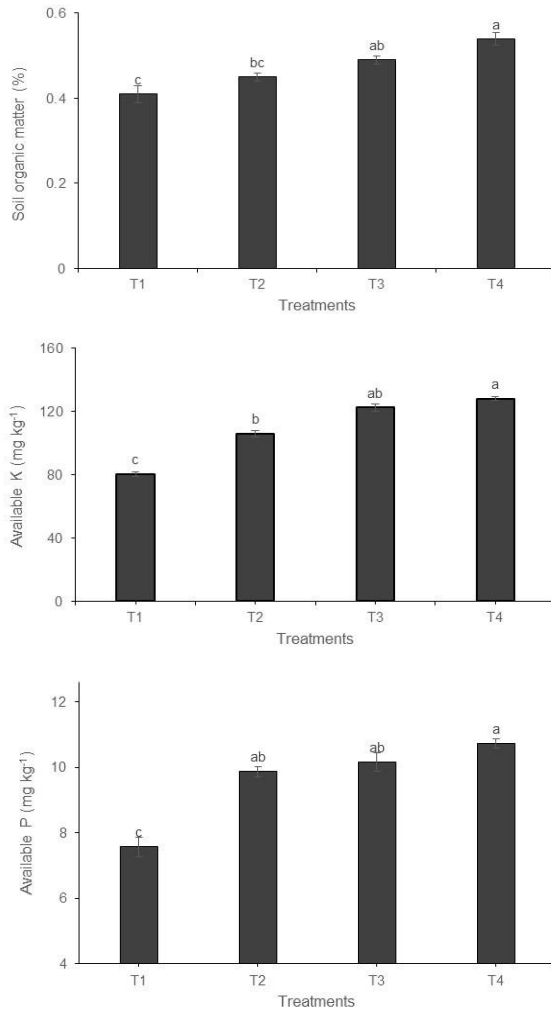 Soil organic matter (%)
0.6
0.4
0.2
0
c
bc
ab
a
T1
T2
T3
T4
Treatments
Available K (mg kg-1)
160
120
80
40
0
c
b
ab
a
T1
T2
T3
T4
Treatments
Available P (mg kg-1)
12
10
8
6
4
c
ab
ab
a
T1
T2
T3
T4
Treatments